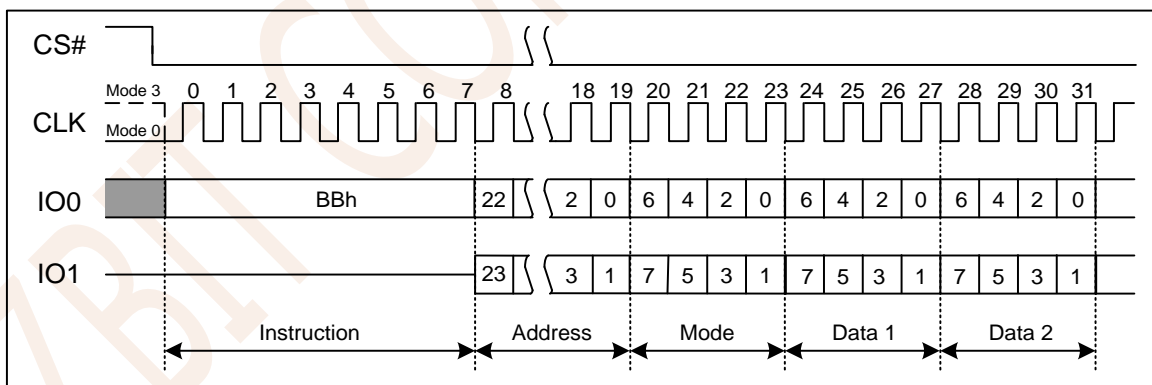 CS#
Mode 3 0 1 2 3 4 5 6 7 8 18 19 20 21 22 23 24 25 26 27 28 29 30 31
CLK
Mode 0
IO0 BBh 22 2 0 6 4 2 0 6 4 2 0 6 4 2 0
IO1 23 3 1 7 5 3 1 7 5 3 1 7 5 3 1
Instruction Address Mode Data 1 Data 2
ZBIT CO